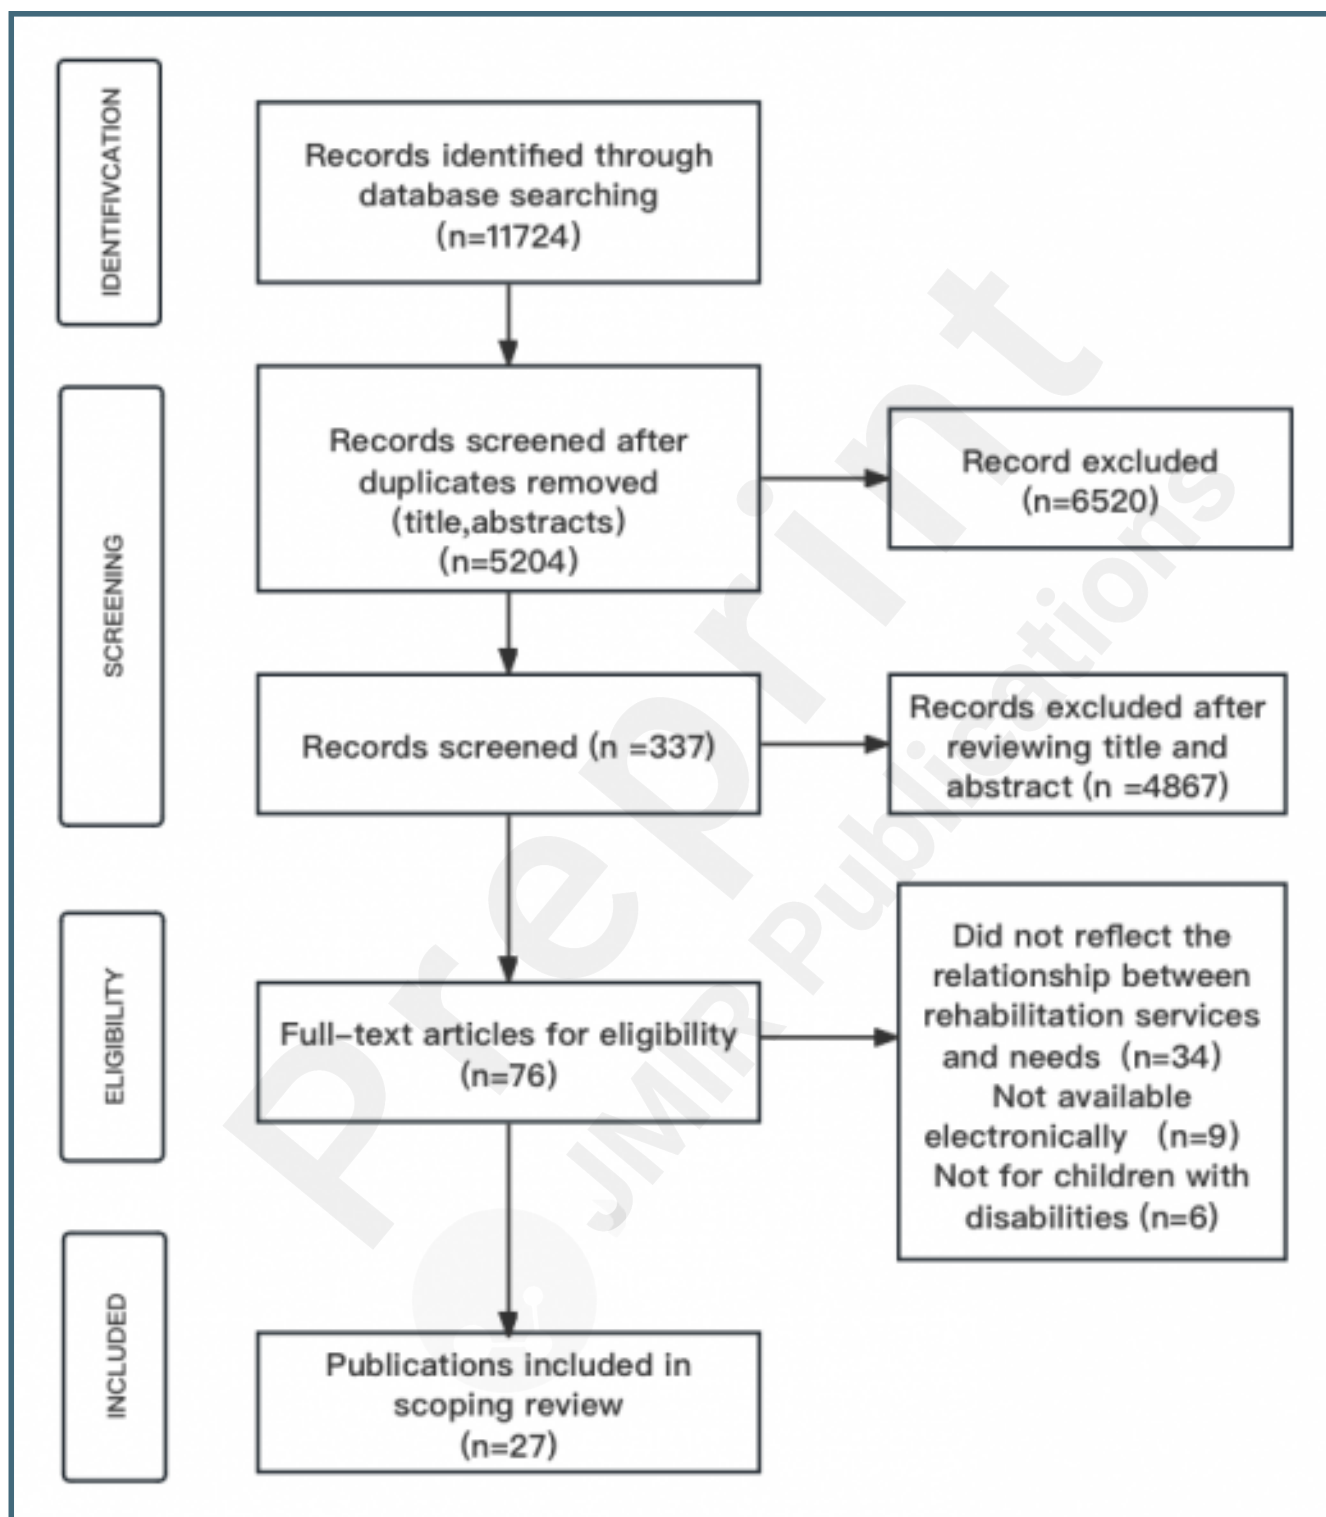 IDENTIFIVCATION
Records identified through
database searching
(n=11724)
SCREENING
Records screened after
duplicates removed
(title,abstracts)
(n=5204)
Record excluded
(n=6520)
Records screened (n =337)
Records excluded after
reviewing title and
abstract (n =4867)
ELIGIBILITY
Full-text articles for eligibility
(n=76)
Did not reflect the
relationship between
rehabilitation services
and needs (n=34)
Not available
electronically (n=9)
Not for children with
disabilities (n=6)
INCLUDED
Publications included in
scoping review
(n=27)
Preprint
JMIR Publications